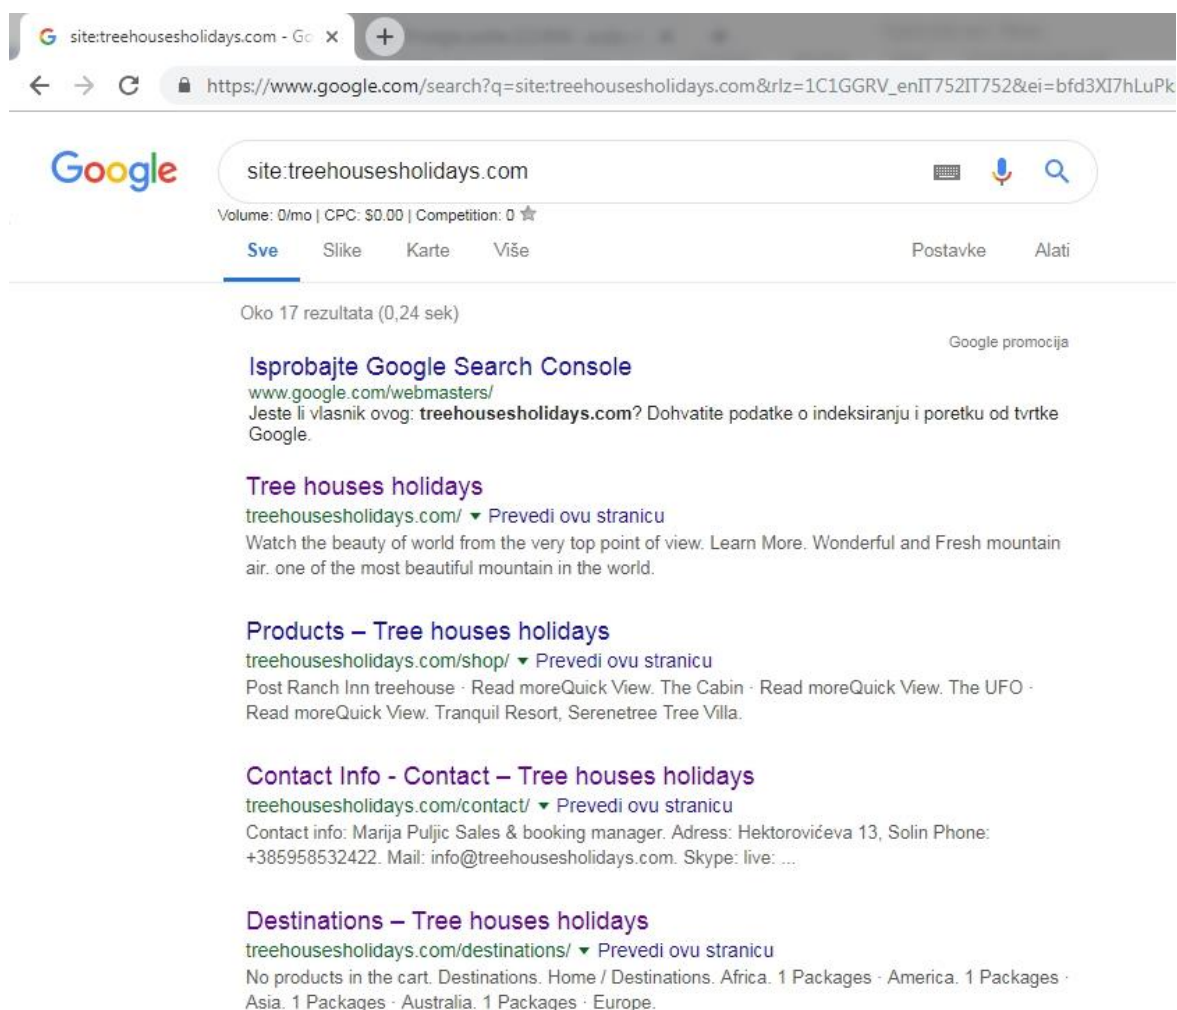 site:treehousesholidays.com - Go
https://www.google.com/search?q=site:treehousesholidays.com&rlz=1C1GGRV_enIT752IT752&ei=bfd3XI7hLuPk
Google
site:treehousesholidays.com
Volume: 0/mo | CPC: $0.00 | Competition: 0
Sve Slike Karte Više Postavke Alati
Oko 17 rezultata (0,24 sek)
Google promocija
Isprobajte Google Search Console
www.google.com/webmasters/
Jeste li vlasnik ovog: treehousesholidays.com? Dohvatite podatke o indeksiranju i poretku od tvrtke
Google.
Tree houses holidays
treehousesholidays.com/ ▾ Prevedi ovu stranicu
Watch the beauty of world from the very top point of view. Learn More. Wonderful and Fresh mountain
air. one of the most beautiful mountain in the world.
Products – Tree houses holidays
treehousesholidays.com/shop/ ▾ Prevedi ovu stranicu
Post Ranch Inn treehouse · Read moreQuick View. The Cabin · Read moreQuick View. The UFO ·
Read moreQuick View. Tranquil Resort, Serenetree Tree Villa.
Contact Info - Contact – Tree houses holidays
treehousesholidays.com/contact/ ▾ Prevedi ovu stranicu
Contact info: Marija Puljic Sales & booking manager. Adress: Hektorovićeva 13, Solin Phone:
+385958532422. Mail: info@treehousesholidays.com. Skype: live: ...
Destinations – Tree houses holidays
treehousesholidays.com/destinations/ ▾ Prevedi ovu stranicu
No products in the cart. Destinations. Home / Destinations. Africa. 1 Packages · America. 1 Packages ·
Asia. 1 Packages · Australia. 1 Packages · Europe.